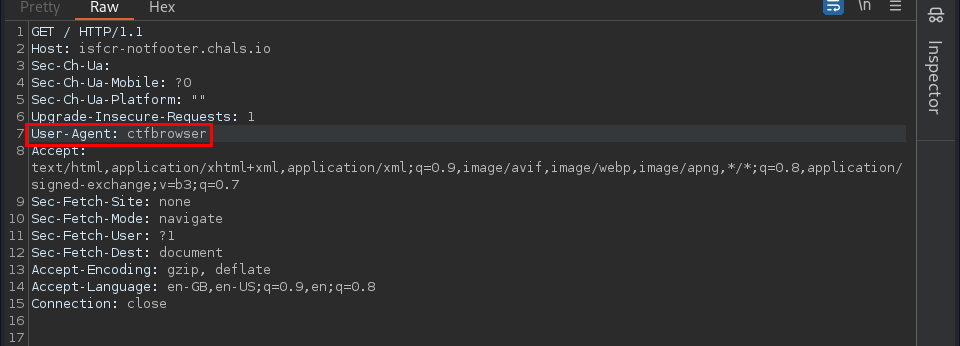 Pretty Raw Hex \n
1 GET / HTTP/1.1
2 Host: isfcr-notfooter.chals.io
3 Sec-Ch-Ua:
4 Sec-Ch-Ua-Mobile: ?0
5 Sec-Ch-Ua-Platform: ""
6 Upgrade-Insecure-Requests: 1
7 User-Agent: ctfbrowser
8 Accept:
text/html,application/xhtml+xml,application/xml;q=0.9,image/avif,image/webp,image/apng,*/*;q=0.8,application/
signed-exchange;v=b3;q=0.7
9 Sec-Fetch-Site: none
10 Sec-Fetch-Mode: navigate
11 Sec-Fetch-User: ?1
12 Sec-Fetch-Dest: document
13 Accept-Encoding: gzip, deflate
14 Accept-Language: en-GB,en-US;q=0.9,en;q=0.8
15 Connection: close
16
17
Inspector